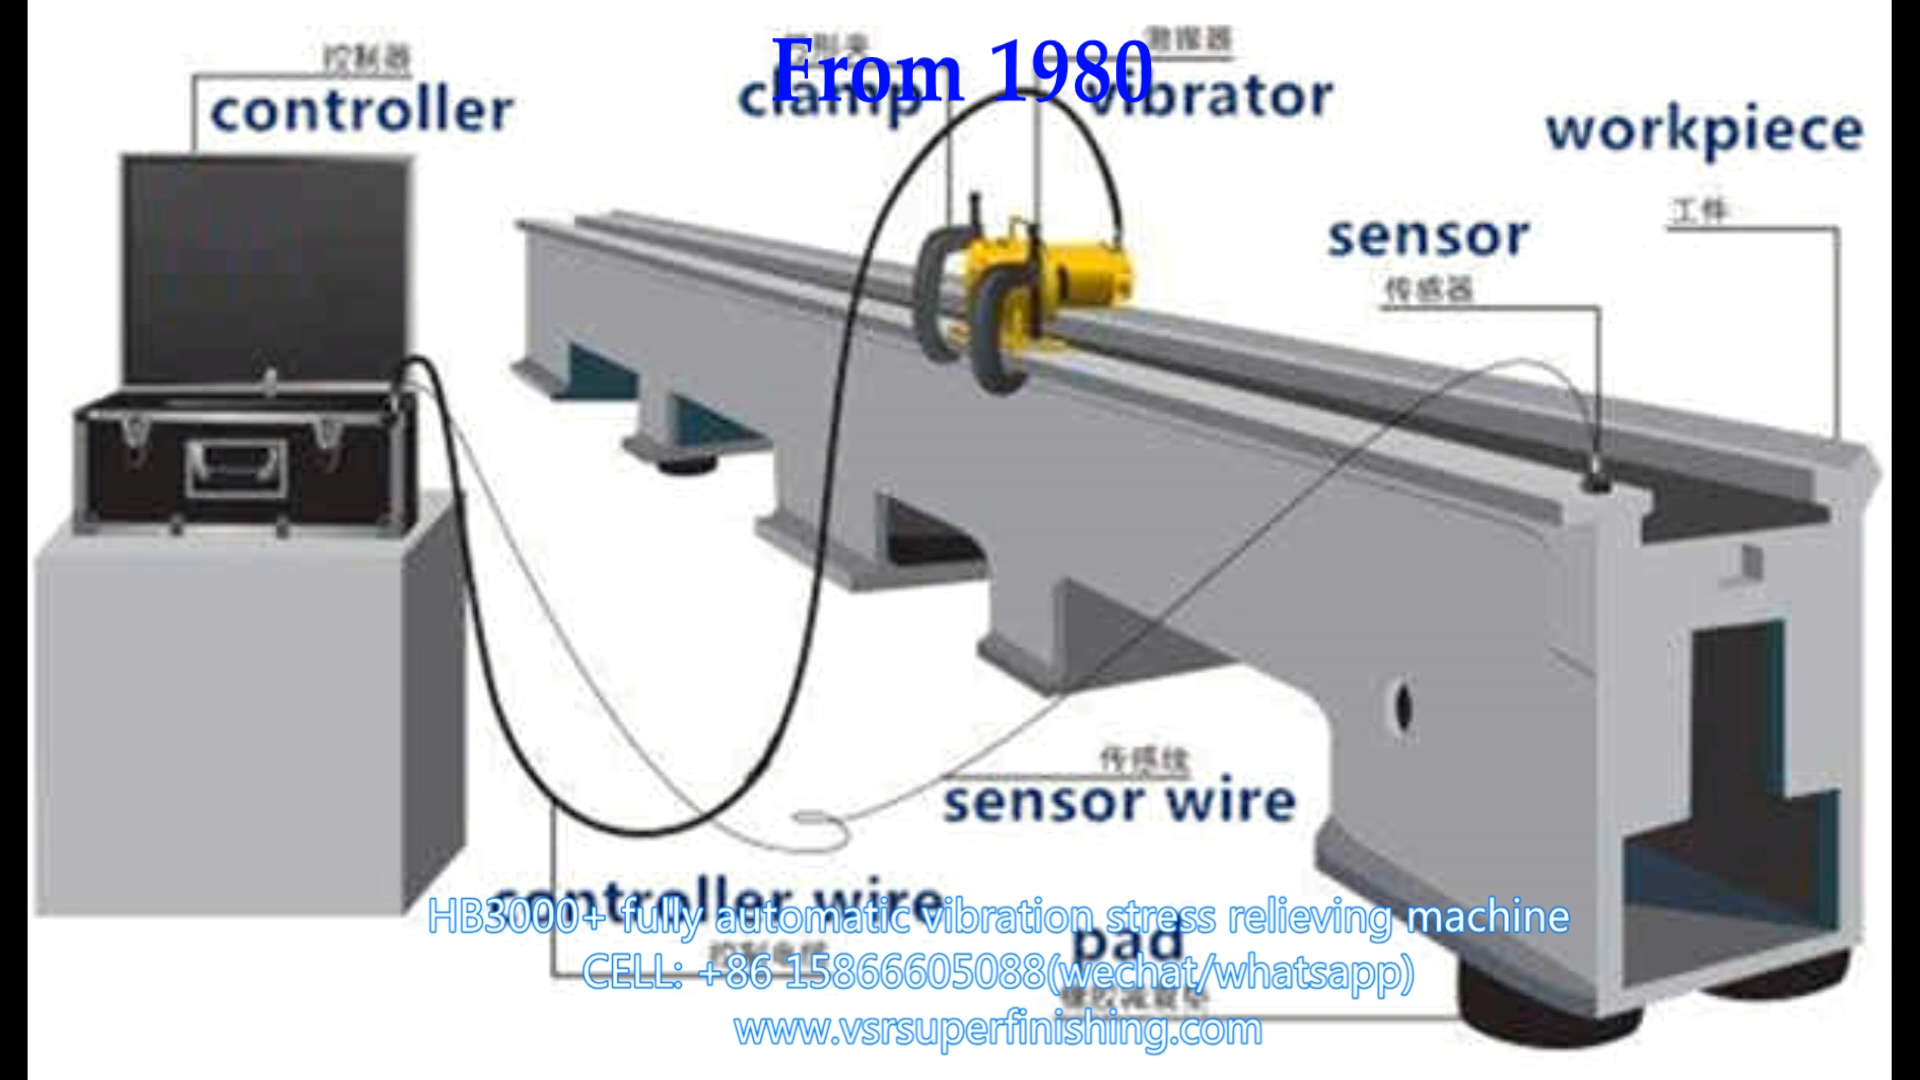 From 1980
控制器
controller
clamp
激振器
vibrator
workpiece
工件
sensor
传感器
传感线
sensor wire
controller wire
pad
HB3000+ fully automatic vibration stress relieving machine
CELL: +86 15866605088(wechat/whatsapp)
www.vsrsuperfinishing.com